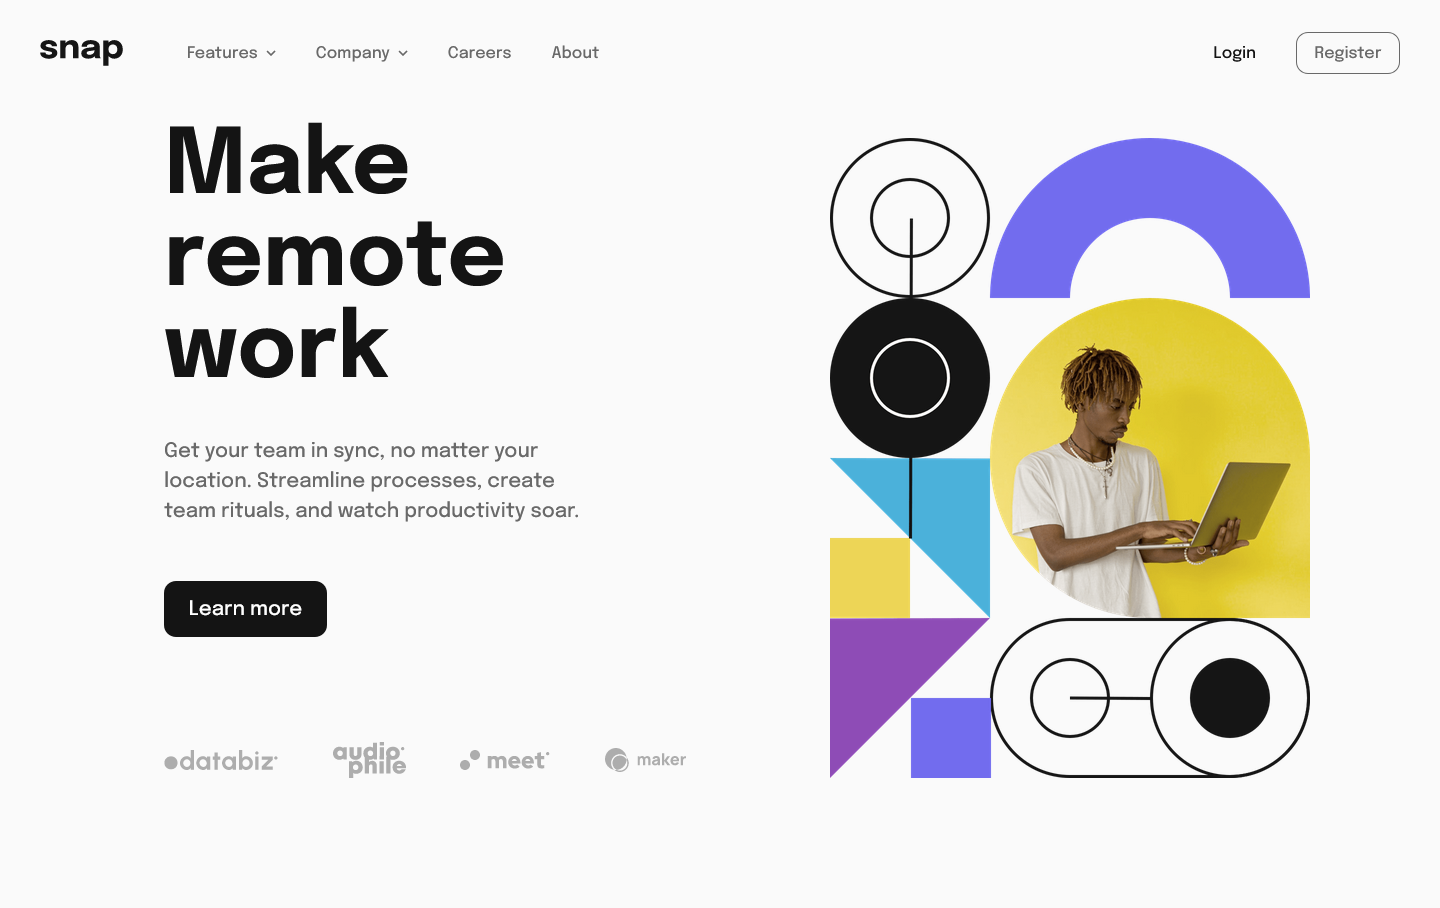 snap
Features
Company
Careers
About
Login
Register
Make
remote
work
Get your team in sync, no matter your
location. Streamline processes, create
team rituals, and watch productivity soar.
Learn more
databiz
audio
phile
meet
maker